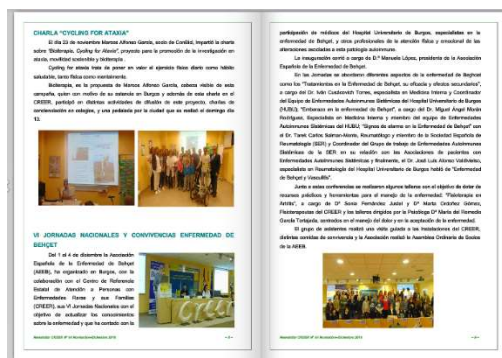 CHARLA "CYCLING FOR ATAXIA"
El día 23 de noviembre Marcos Alfonso García, socio de Conilial, impartió la charla
sobre "Bioterapia, Cycling for Ataxia", proyecto para la promoción de la investigación en
ataxia, movilidad sostenible y bioterapia.
Cycling for ataxia trata de poner en valor el ejercicio físico diario como hábito
saludable, tanto física como mentalmente.
Bioterapia, es la propuesta de Marcos Alfonso García, cabeza visible de esta
campaña, quien con motivo de su estancia en Burgos y además de esta charla en el
CREER, participó en distintas actividades de difusión de este proyecto, charlas de
concienciación en colegios, y una pedalada por la ciudad que se realizó el domingo día
VI JORNADAS NACIONALES Y CONVIVENCIAS ENFERMEDAD DE
BEHÇET
Del 1 al 4 de diciembre la Asociación
Española de la Enfermedad de Behçet
(AEEB), ha organizado en Burgos, con la
colaboración con el Centro de Referencia
Estatal de Atención a Personas con
Enfermedades Raras y sus Familias
(CREER), sus VI Jornadas Nacionales con el
objetivo de actualizar los conocimientos
sobre la enfermedad y que ha contado con la
participación de médicos del Hospital Universitario de Burgos, especialistas en la
enfermedad de Behçet, y otros profesionales de la atención física y emocional de las
alteraciones asociadas a esta patología autoinmune.
La inauguración corrió a cargo de Dª Manuela López, presidenta de la Asociación
Española de la Enfermedad de Behçet.
En las Jornadas se abordaron diferentes aspectos de la enfermedad de Beghcet
como los "Tratamientos en la Enfermedad de Behçet, su eficacia y efectos secundarios",
a cargo del Dr. Iván Cusácovich Torres, especialista en Medicina Interna y Coordinador
del Equipo de Enfermedades Autoinmunes Sistémicas del Hospital Universitario de Burgos
(HUBU); "Embarazo en la enfermedad de Behçet", a cargo del Dr. Miguel Ángel Morán
Rodríguez, Especialista en Medicina Interna y miembro del equipo de Enfermedades
Autoinmunes Sistémicas del HUBU; "Signos de alarma en la Enfermedad de Behçet" con
el Dr. Tarek Carlos Salman-Monte, Reumatólogo y miembro de la Sociedad Española de
Reumatología (SER) y Coordinador del Grupo de trabajo de Enfermedades Autoinmunes
Sistémicas de la SER en su relación con las Asociaciones de pacientes con
Enfermedades Autoinmunes Sistémicas y finalmente, el Dr. José Luis Alonso Valdivielso,
especialista en Reumatología del Hospital Universitario de Burgos habló de "Enfermedad
de Behçet y Vasculitis".
Junto a estas conferencias se realizaron algunos talleres con el objetivo de dotar de
recursos prácticos y herramientas para el manejo de la enfermedad: "Fisioterapia en
Artritis", a cargo de Dª Sonia Fernández Justel y Dª Marta Ordóñez Gómez,
Fisioterapeutas del CREER y los talleres dirigidos por la Psicóloga Dª María del Remedio
García Tartajada, centrados en el manejo del dolor y en la aceptación de la enfermedad.
El grupo de asistentes realizó una visita guiada a las instalaciones del CREER,
distintas comidas de convivencia y la Asociación realizó la Asamblea Ordinaria de Socios
de la AEEB.